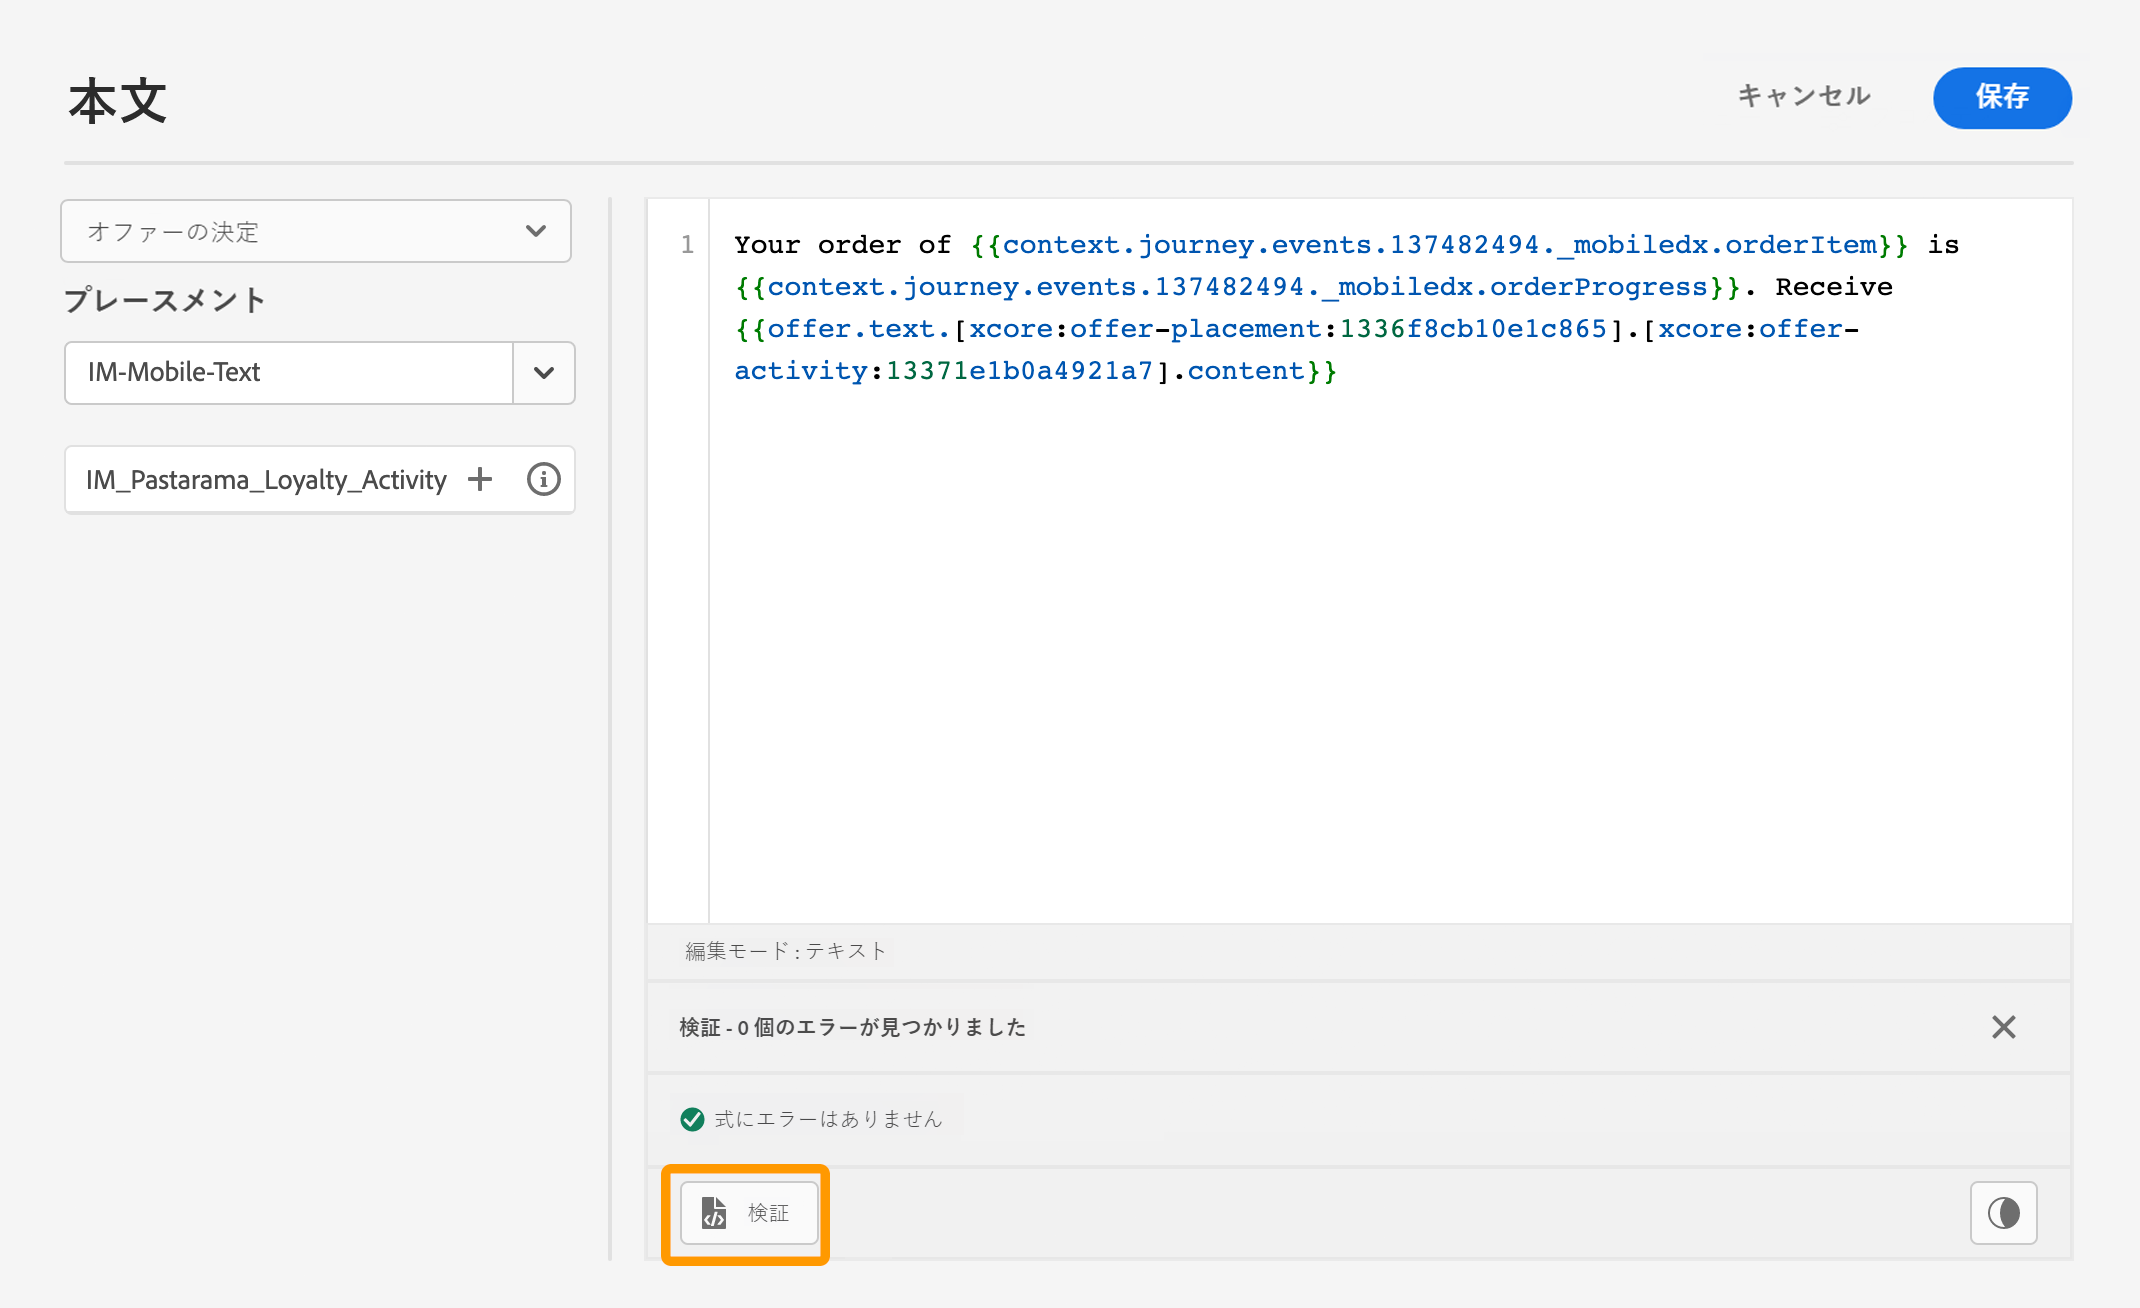 本文
キャンセル
保存
オファーの決定
プレースメント
IM-Mobile-Text
IM_Pastarama_Loyalty_Activity
1
Your order of {{context.journey.events.137482494._mobiledx.orderItem}} is
{{context.journey.events.137482494._mobiledx.orderProgress}}. Receive
{{offer.text.[xcore:offer-placement:1336f8cb10e1c865].[xcore:offer-
activity:13371e1b0a4921a7].content}}
編集モード : テキスト
検証 - 0 個のエラーが見つかりました
式にエラーはありません
検証